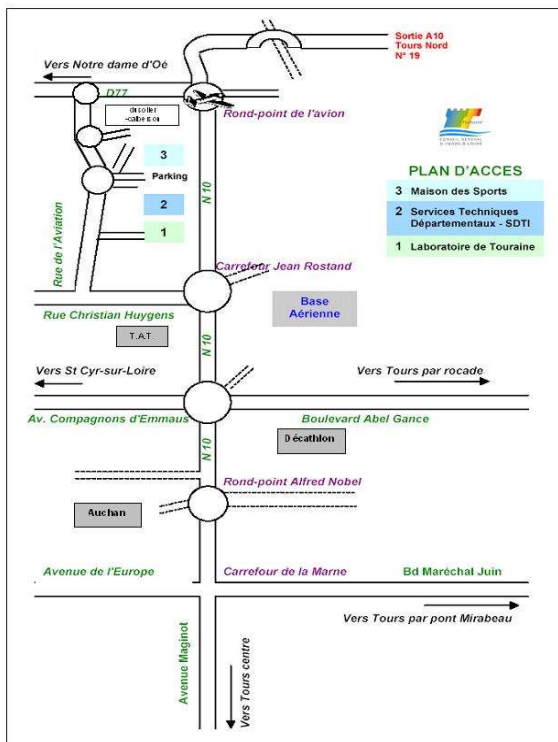 Sortie A10
Tours Nord
N° 19
Vers Notre dame d'Oé
D77
Rond-point de l'avion
3
Parking
2
1
Rue de l'Aviation
N 10
PLAN D'ACCES
3 Maison des Sports
2 Services Techniques
Départementaux - SDTI
1 Laboratoire de Touraine
Carrefour Jean Rostand
Base
Aérienne
Rue Christian Huygens
T.A.T.
N 10
Vers St Cyr-sur-Loire
Vers Tours par rocade
Av. Compagnons d'Emmaus
Boulevard Abel Gance
N 10
Décathlon
Rond-point Alfred Nobel
Auchan
Avenue de l'Europe
Carrefour de la Marne
Bd Maréchal Juin
Vers Tours par pont Mirabeau
Avenue Maginot
Vers Tours centre